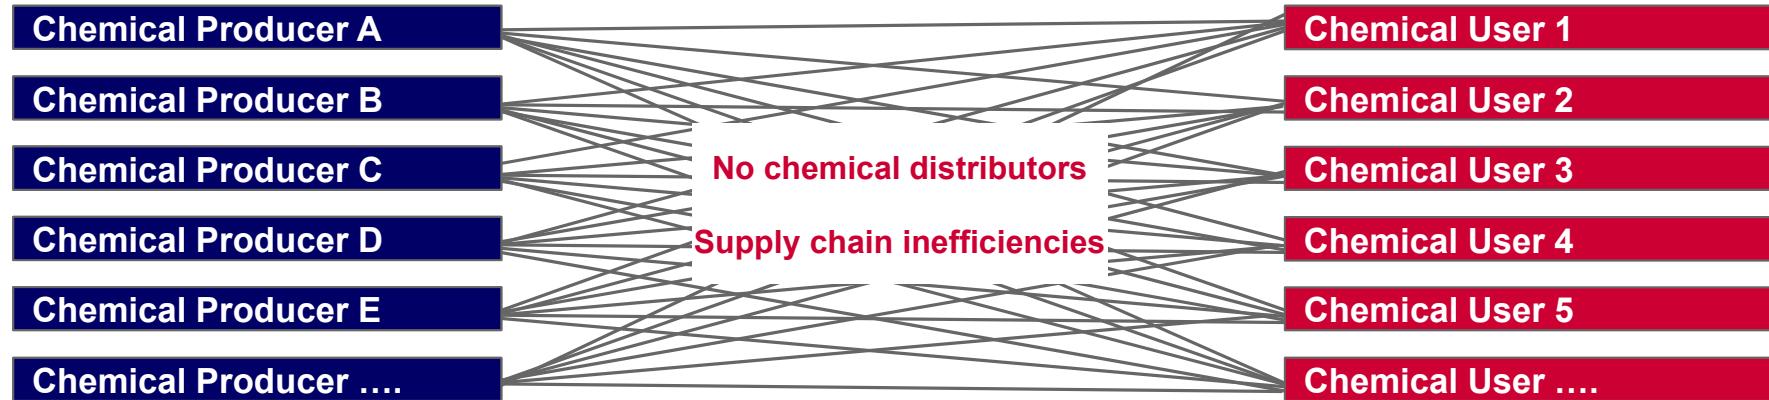 Chemical Producer A
Chemical Producer B
Chemical Producer C
Chemical Producer D
Chemical Producer E
Chemical Producer ....
No chemical distributors
Supply chain inefficiencies
Chemical User 1
Chemical User 2
Chemical User 3
Chemical User 4
Chemical User 5
Chemical User ....